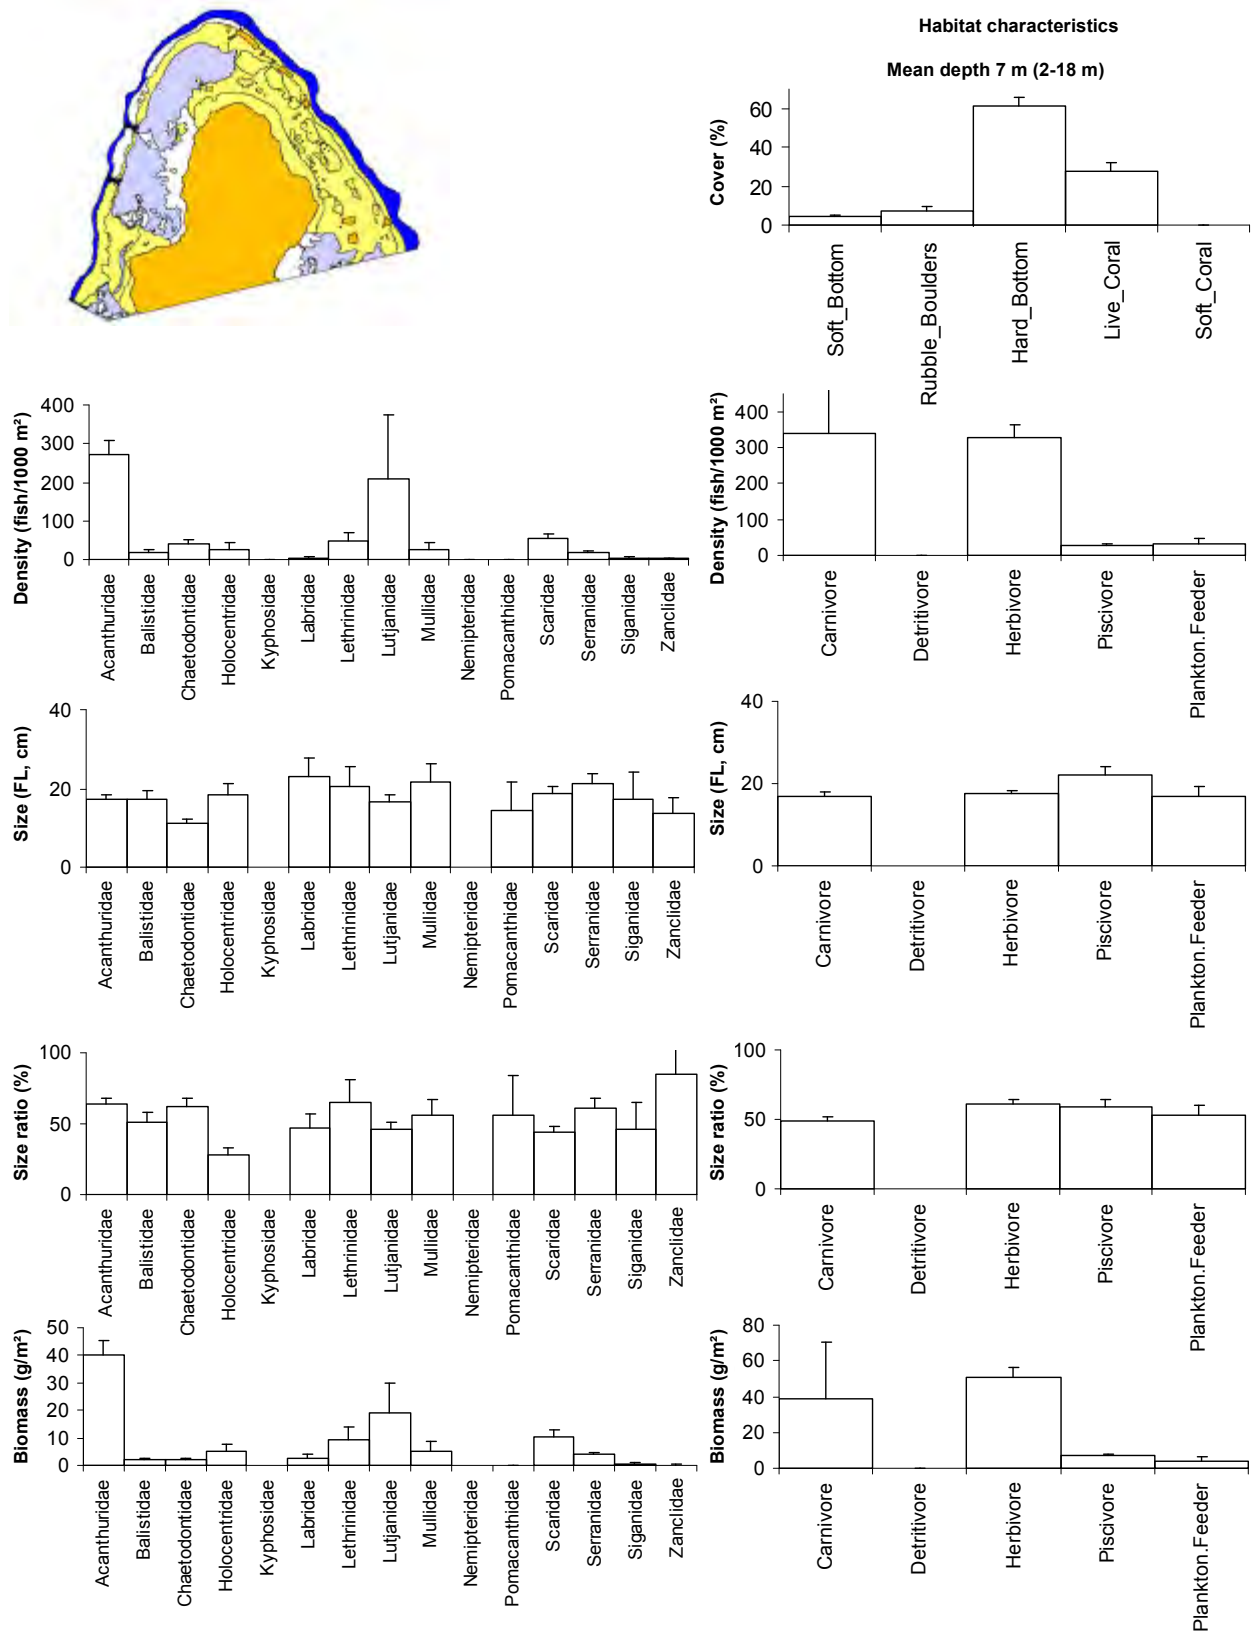 Habitat characteristics
Mean depth 7 m (2-18 m)
Cover (%)
60
40
20
0
Soft_Bottom
Rubble_Boulders
Hard_Bottom
Live_Coral
Soft_Coral
Density (fish/1000 m²)
400
300
200
100
0
Acanthuridae
Balistidae
Chaetodontidae
Holocentridae
Kyphosidae
Labridae
Lethrinidae
Lutjanidae
Mullidae
Nemipteridae
Pomacanthidae
Scaridae
Serranidae
Siganidae
Zanclidae
Density (fish/1000 m²)
400
300
200
100
0
Carnivore
Detritivore
Herbivore
Piscivore
Plankton.Feeder
Size (FL, cm)
40
20
0
Acanthuridae
Balistidae
Chaetodontidae
Holocentridae
Kyphosidae
Labridae
Lethrinidae
Lutjanidae
Mullidae
Nemipteridae
Pomacanthidae
Scaridae
Serranidae
Siganidae
Zanclidae
Size (FL, cm)
40
20
0
Carnivore
Detritivore
Herbivore
Piscivore
Plankton.Feeder
Size ratio (%)
100
50
0
Acanthuridae
Balistidae
Chaetodontidae
Holocentridae
Kyphosidae
Labridae
Lethrinidae
Lutjanidae
Mullidae
Nemipteridae
Pomacanthidae
Scaridae
Serranidae
Siganidae
Zanclidae
Size ratio (%)
100
50
0
Carnivore
Detritivore
Herbivore
Piscivore
Plankton.Feeder
Biomass (g/m²)
50
40
30
20
10
0
Acanthuridae
Balistidae
Chaetodontidae
Holocentridae
Kyphosidae
Labridae
Lethrinidae
Lutjanidae
Mullidae
Nemipteridae
Pomacanthidae
Scaridae
Serranidae
Siganidae
Zanclidae
Biomass (g/m²)
80
60
40
20
0
Carnivore
Detritivore
Herbivore
Piscivore
Plankton.Feeder